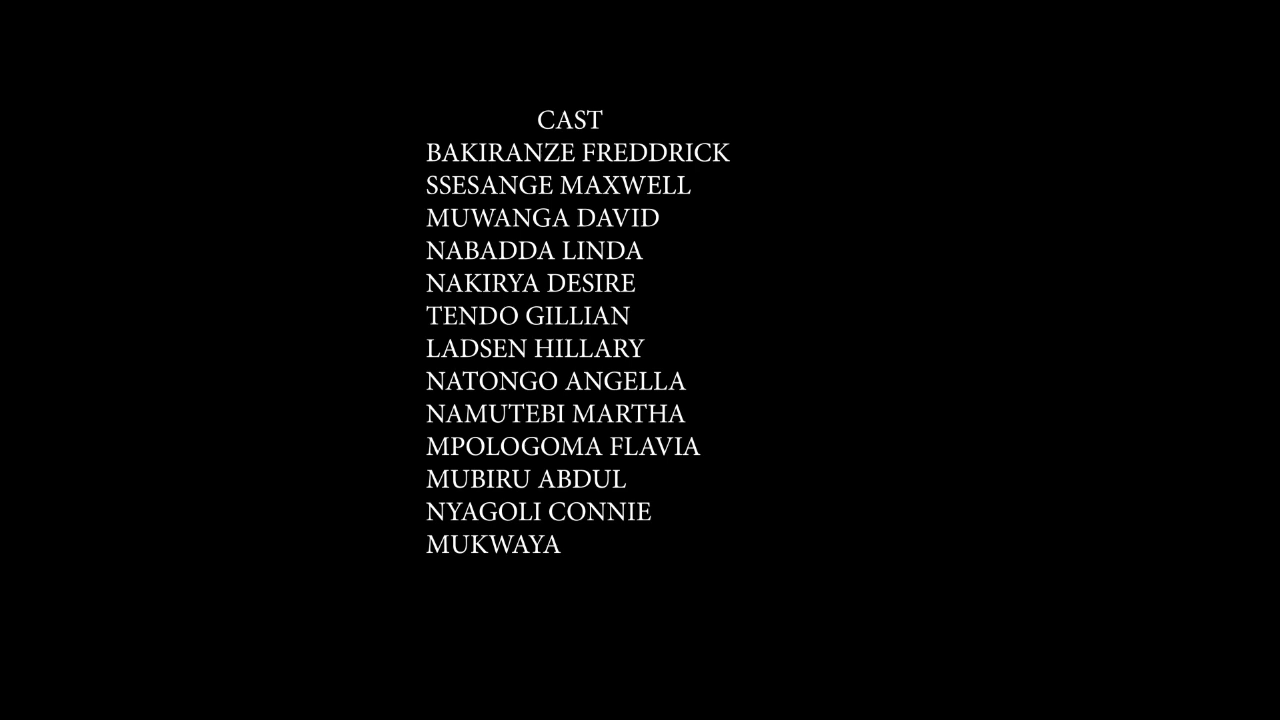 CAST
BAKIRANZE FREDDRICK
SSESANGE MAXWELL
MUWANGA DAVID
NABADDA LINDA
NAKIRYA DESIRE
TENDO GILLIAN
LADSEN HILLARY
NATONGO ANGELLA
NAMUTEBI MARTHA
MPOLOGOMA FLAVIA
MUBIRU ABDUL
NYAGOLI CONNIE
MUKWAYA